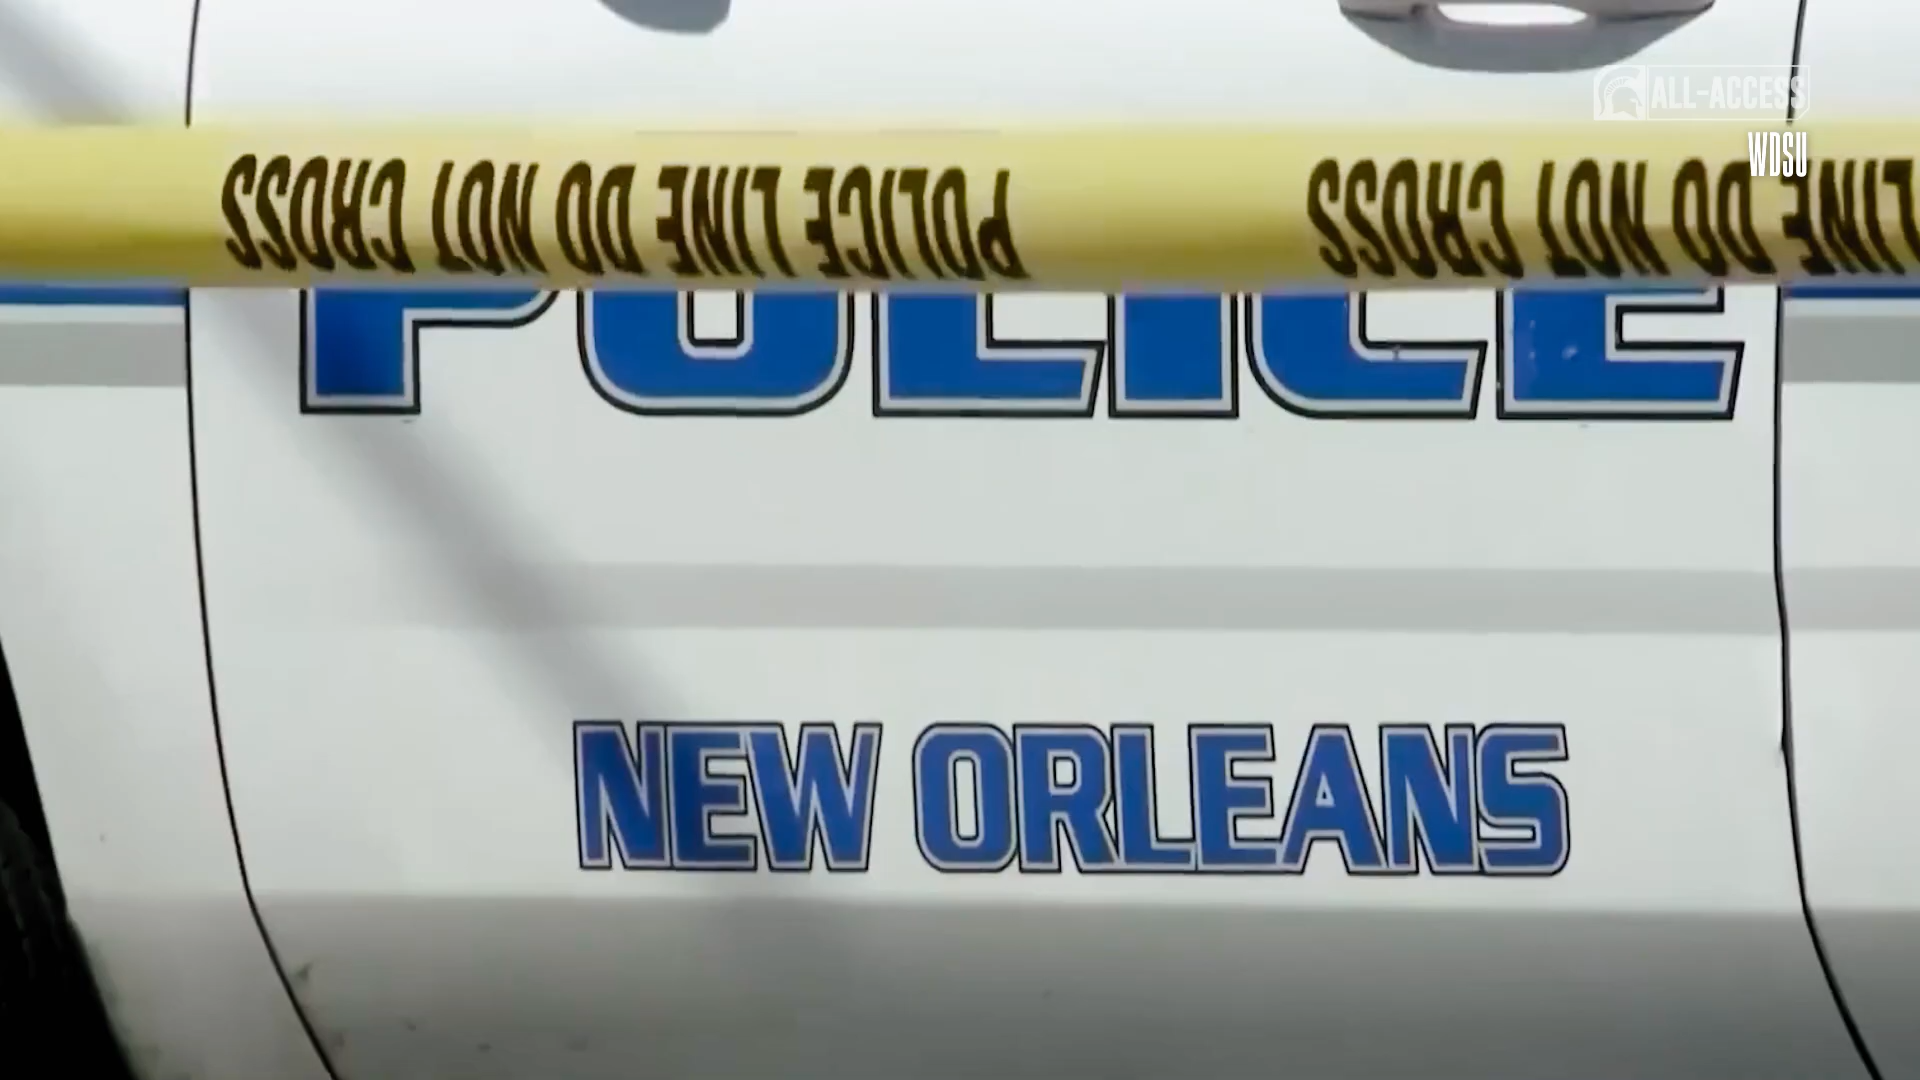 ALL-ACCESS
WDSU
POLICE LINE DO NOT CROSS
LINE DO NOT CROSS
POLICE
NEW ORLEANS